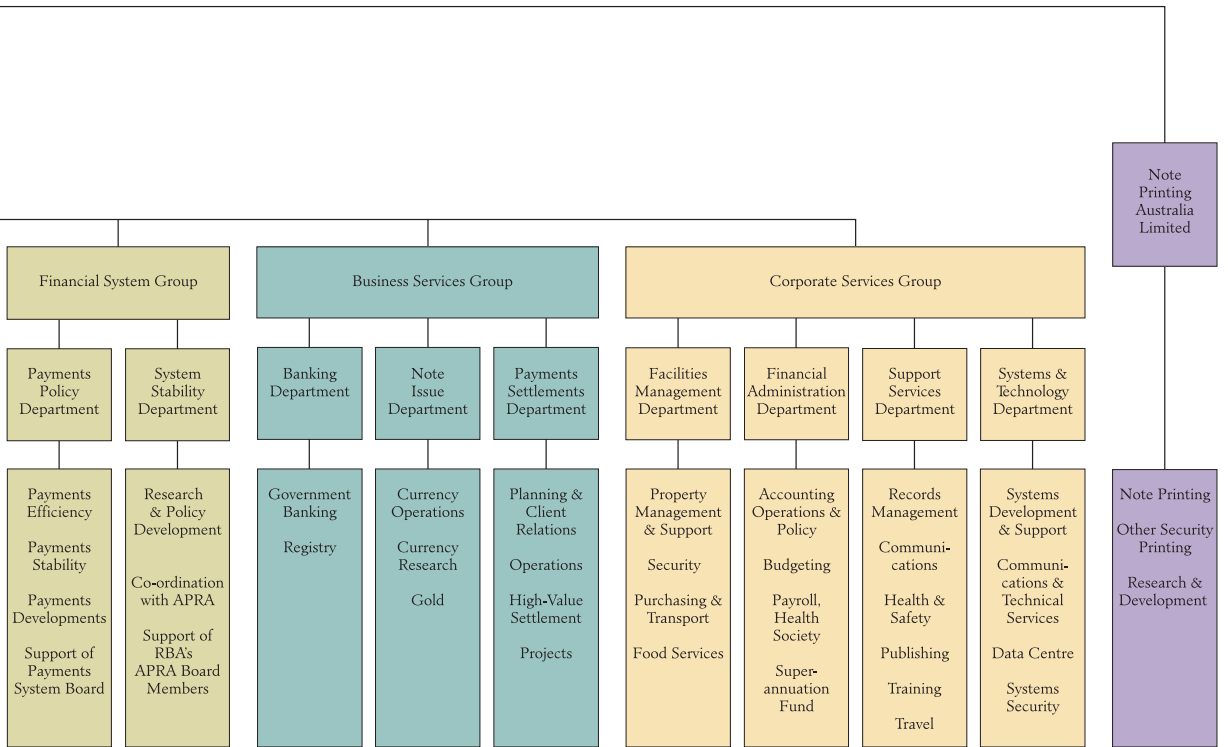 Note
Printing
Australia
Limited
Financial System Group
Business Services Group
Corporate Services Group
Payments
Policy
Department
System
Stability
Department
Banking
Department
Note
Issue
Department
Payments
Settlements
Department
Facilities
Management
Department
Financial
Administration
Department
Support
Services
Department
Systems &
Technology
Department
Payments
Efficiency
Payments
Stability
Payments
Developments
Support of
Payments
System Board
Research
& Policy
Development
Co-ordination
with APRA
Support of
RBA's
APRA Board
Members
Government
Banking
Registry
Currency
Operations
Currency
Research
Gold
Planning &
Client
Relations
Operations
High-Value
Settlement
Projects
Property
Management
& Support
Security
Purchasing &
Transport
Food Services
Accounting
Operations &
Policy
Budgeting
Payroll,
Health
Society
Super-
annuation
Fund
Records
Management
Communi-
cations
Health &
Safety
Publishing
Training
Travel
Systems
Development
& Support
Communi-
cations &
Technical
Services
Data Centre
Systems
Security
Note Printing
Other Security
Printing
Research &
Development